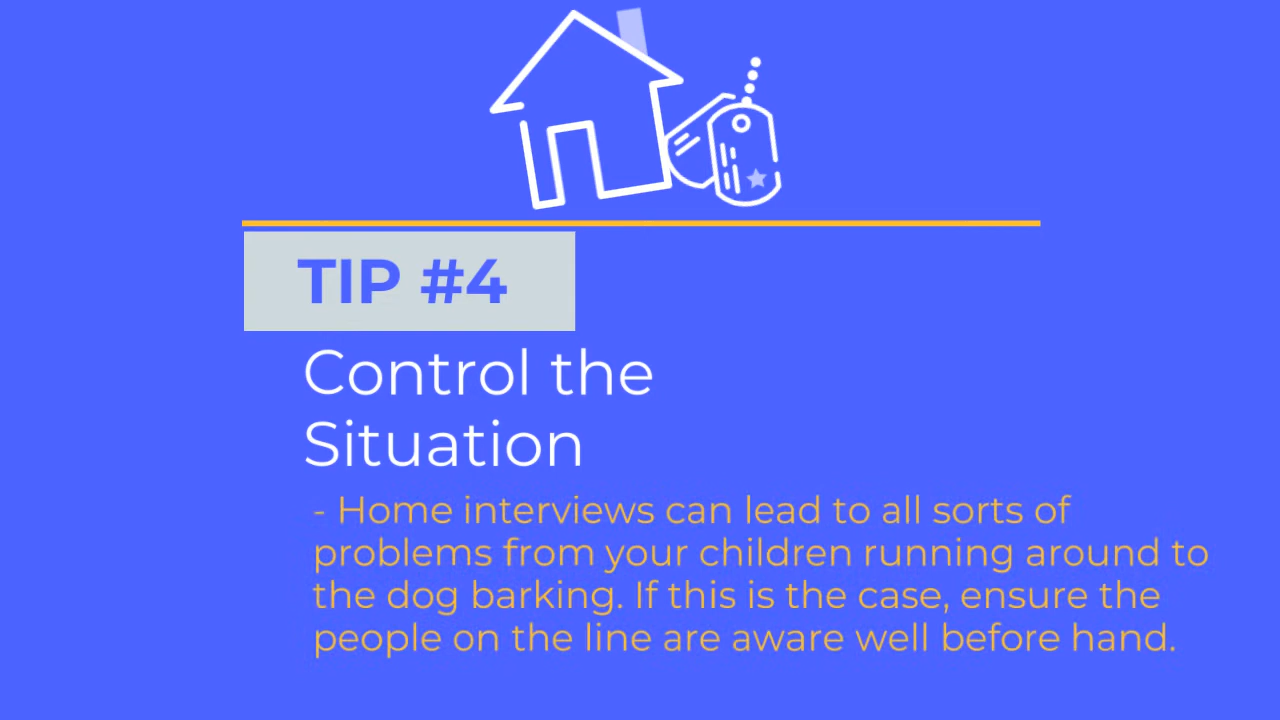 TIP #4
Control the
Situation
- Home interviews can lead to all sorts of
problems from your children running around to
the dog barking. If this is the case, ensure the
people on the line are aware well before hand.